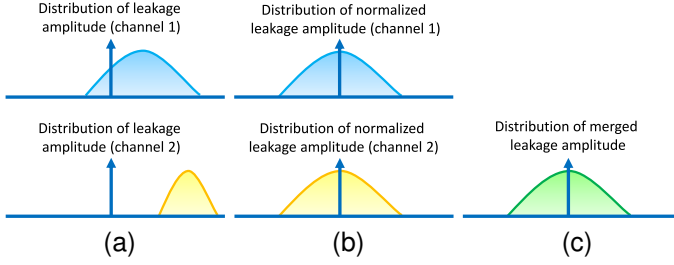 Distribution of leakage
amplitude (channel 1)
Distribution of normalized
leakage amplitude (channel 1)
Distribution of leakage
amplitude (channel 2)
Distribution of normalized
leakage amplitude (channel 2)
Distribution of merged
leakage amplitude
(a)
(b)
(c)